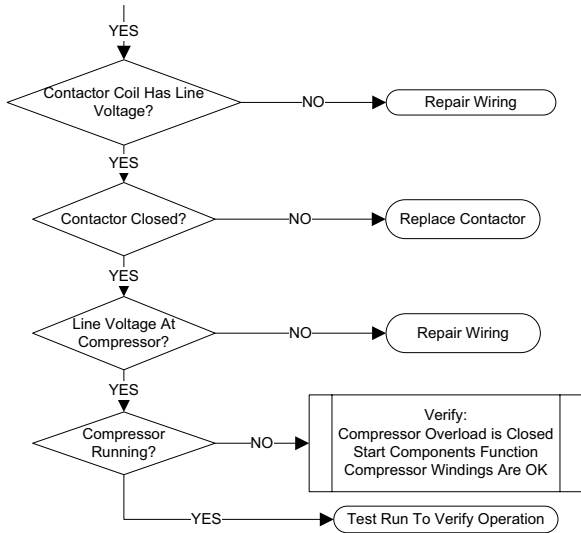 YES
Contactor Coil Has Line
Voltage?
NO
Repair Wiring
YES
Contactor Closed?
NO
Replace Contactor
YES
Line Voltage At
Compressor?
NO
Repair Wiring
YES
Compressor
Running?
NO
Verify:
Compressor Overload is Closed
Start Components Function
Compressor Windings Are OK
YES
Test Run To Verify Operation